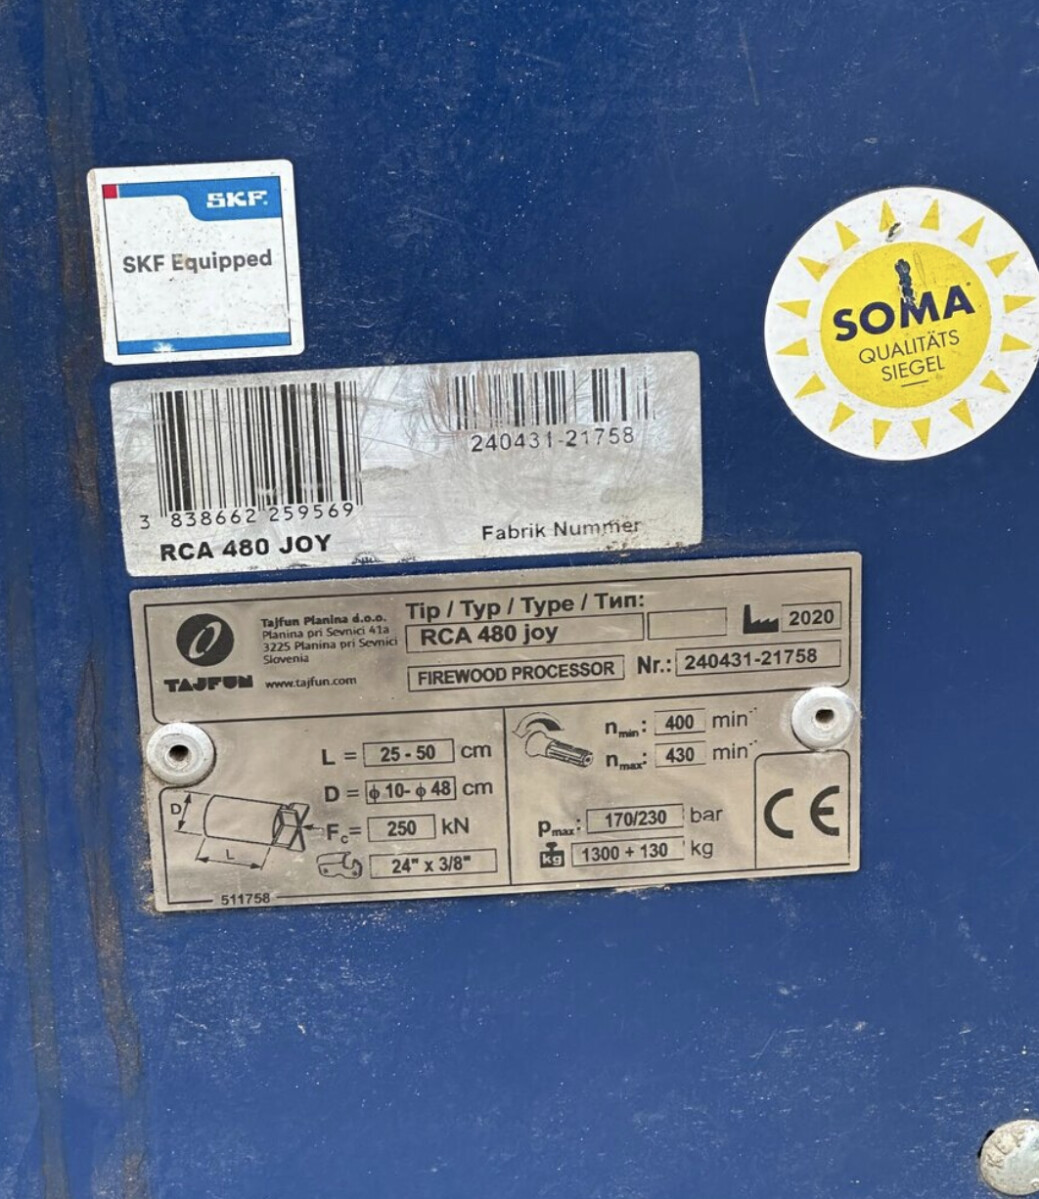 SKF.
SKF Equipped
SOMA
QUALITÄTS
SIEGEL
3 838662 259569
240431-21758
RCA 480 JOY
Fabrik Nummer
TAJFUN
Tajfun Planina d.o.o.
Planina pri Sevnici 41a
3225 Planina pri Sevnici
Slovenia
www.tajfun.com
Tip / Typ / Type / Тип:
RCA 480 joy
2020
FIREWOOD PROCESSOR
Nr.: 240431-21758
L = 25 - 50 cm
D = ϕ 10- ϕ 48 cm
Fc= 250 kN
24" x 3/8"
D
L
511758
nmin: 400 min⁻¹
nmax: 430 min⁻¹
pmax: 170/230 bar
kg 1300 + 130 kg
CE